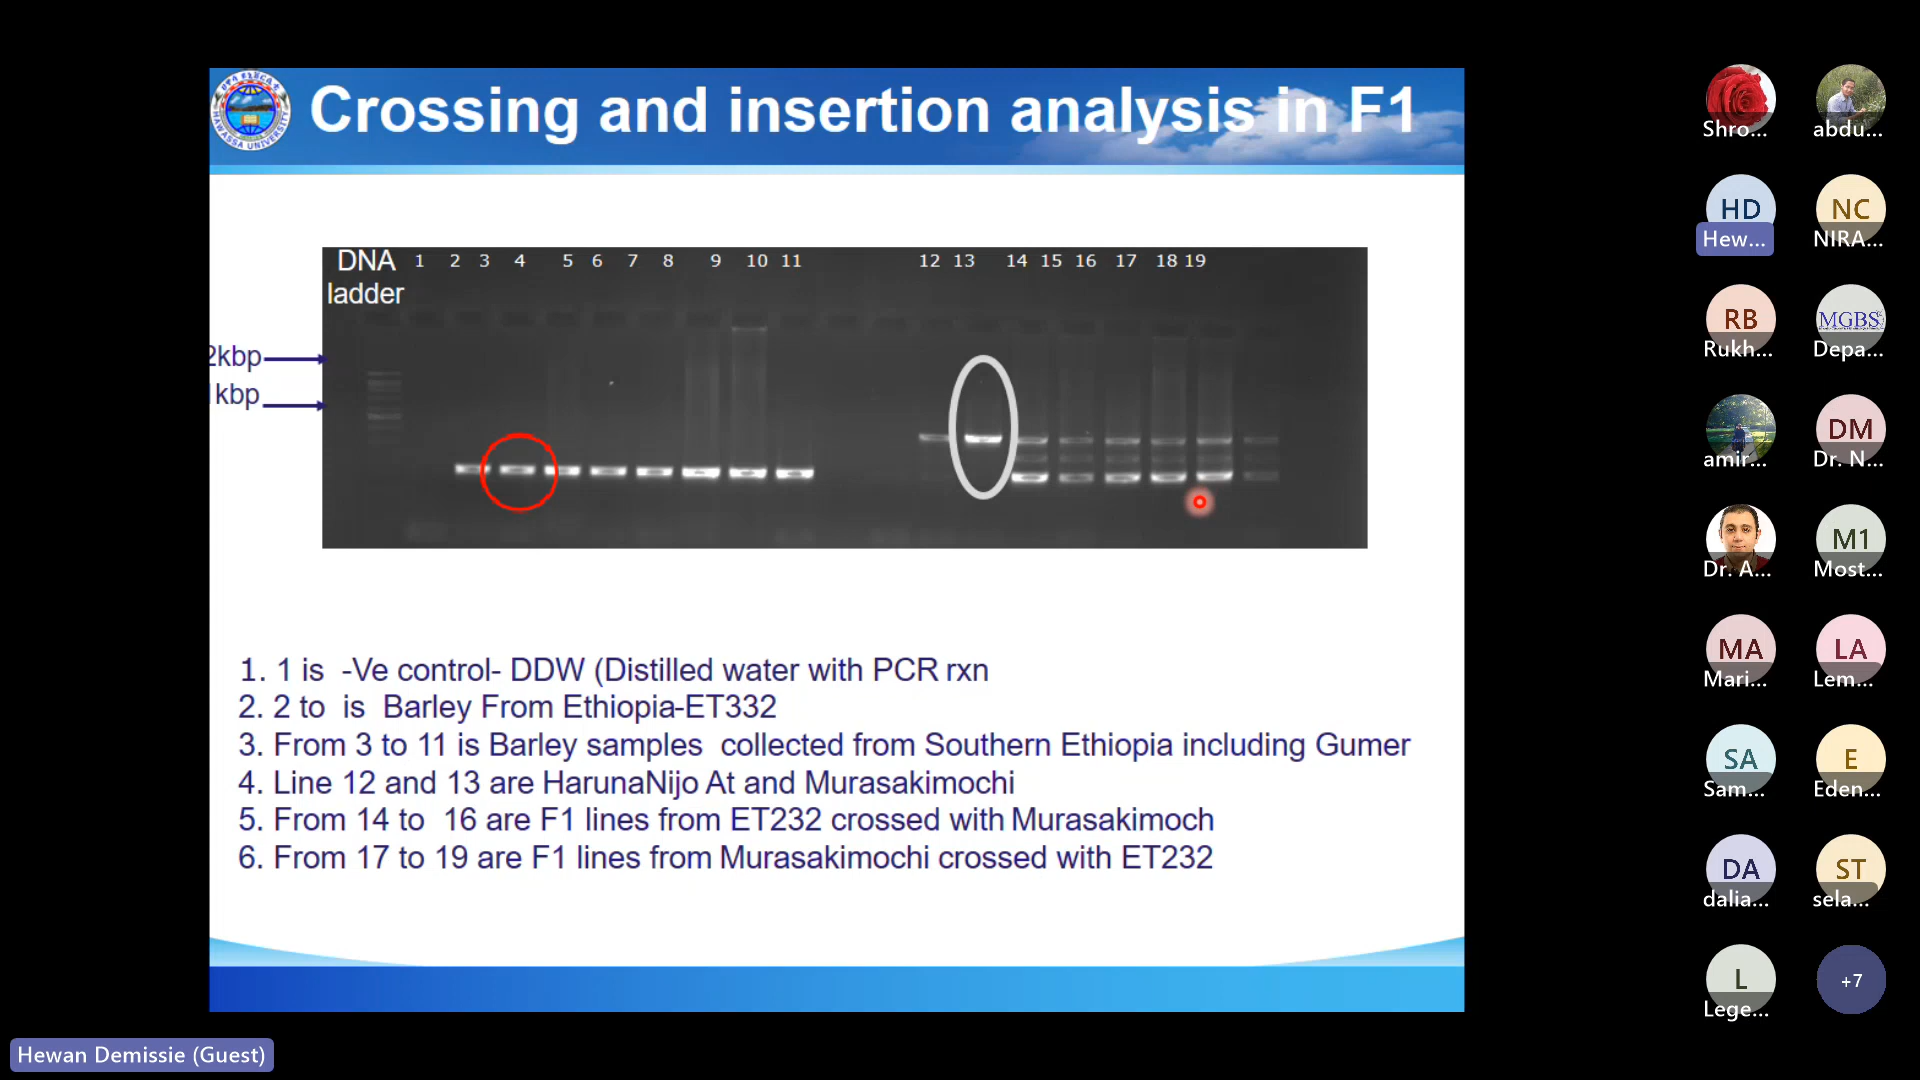 Crossing and insertion analysis in F1
HAWASSA UNIVERSITY
DNA 1 2 3 4 5 6 7 8 9 10 11 12 13 14 15 16 17 18 19
ladder
2kbp
1kbp
1. 1 is -Ve control- DDW (Distilled water with PCR rxn
2. 2 to is Barley From Ethiopia-ET332
3. From 3 to 11 is Barley samples collected from Southern Ethiopia including Gumer
4. Line 12 and 13 are HarunaNijo At and Murasakimochi
5. From 14 to 16 are F1 lines from ET232 crossed with Murasakimoch
6. From 17 to 19 are F1 lines from Murasakimochi crossed with ET232
Shro... abdu...
HD NC
Hew... NIRA...
RB MGBS
Rukh... Depa...
DM
amir... Dr. N...
M1
Dr. A... Most...
MA LA
Mari... Lem...
SA E
Sam... Eden...
DA ST
dalia... sela...
L +7
Lege...
Hewan Demissie (Guest)